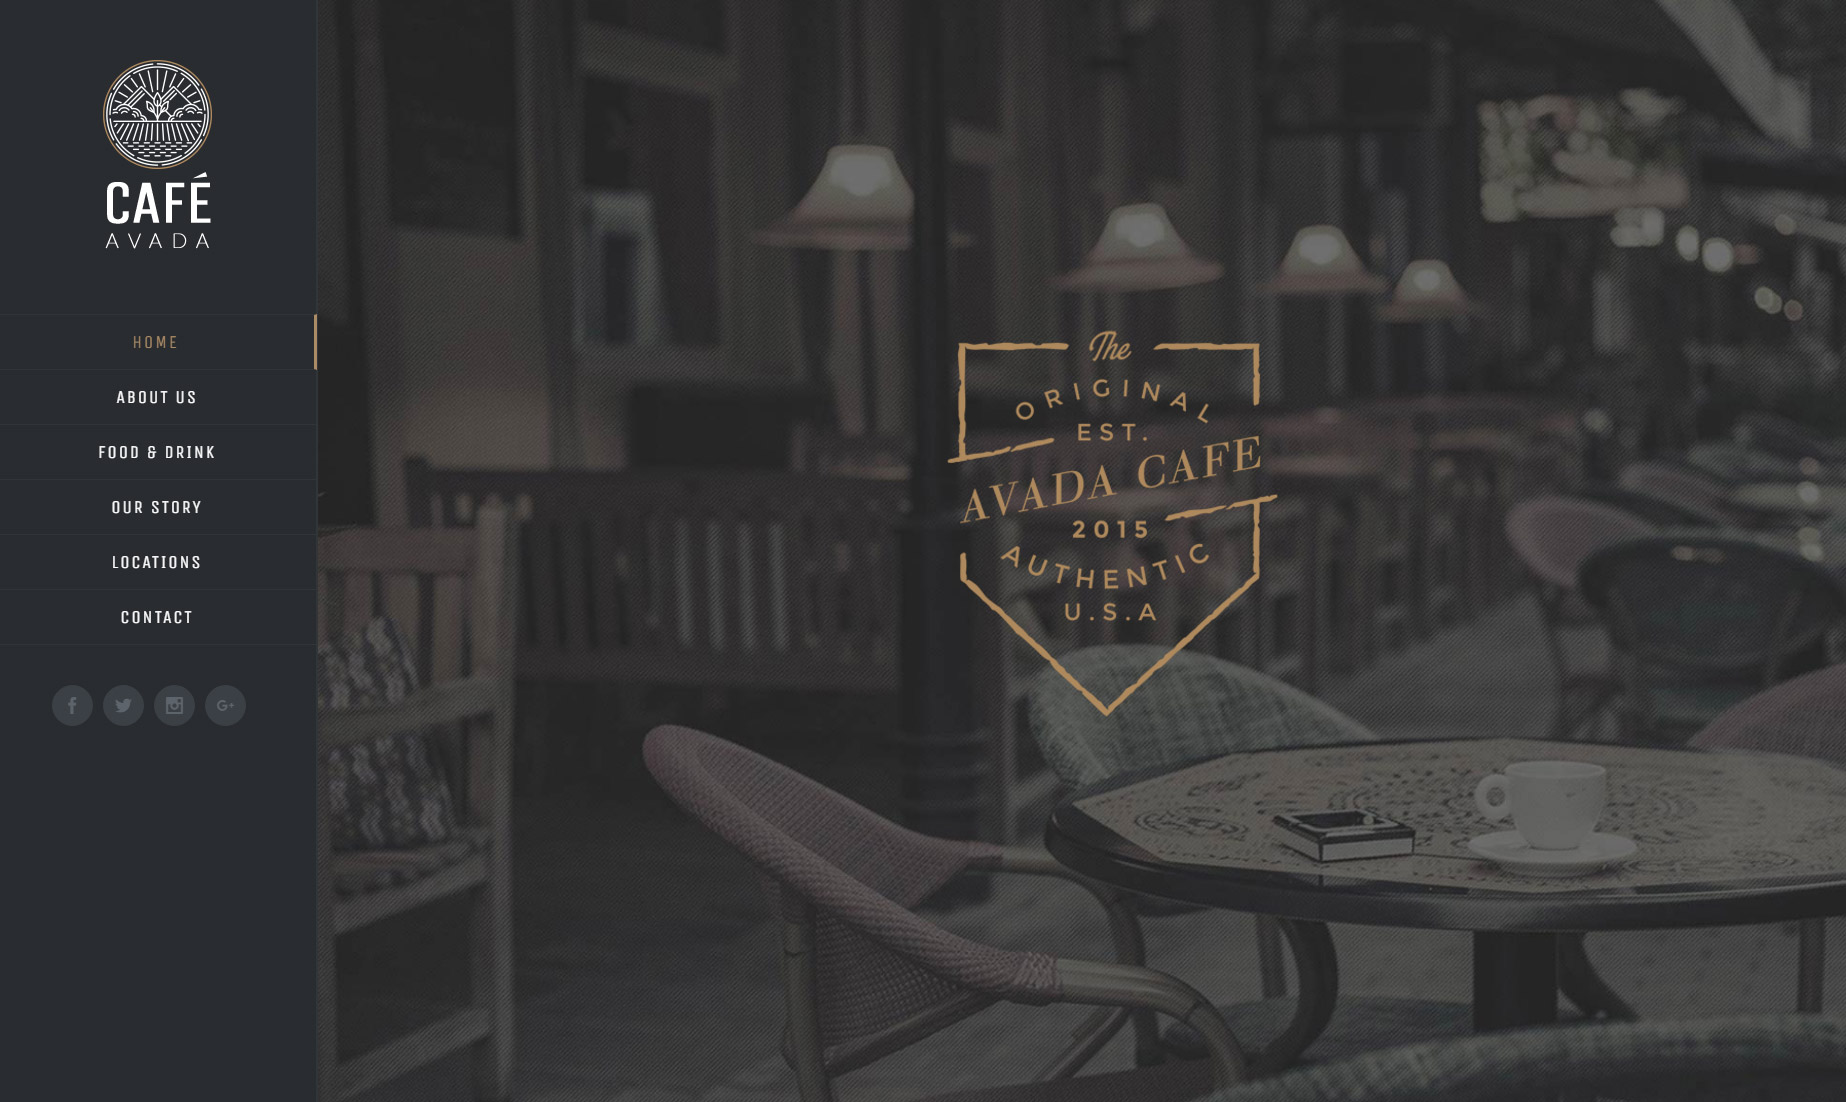 CAFÉ
AVADA
HOME
ABOUT US
FOOD & DRINK
OUR STORY
LOCATIONS
CONTACT
The
ORIGINAL
EST.
AVADA CAFE
2015
AUTHENTIC
U.S.A